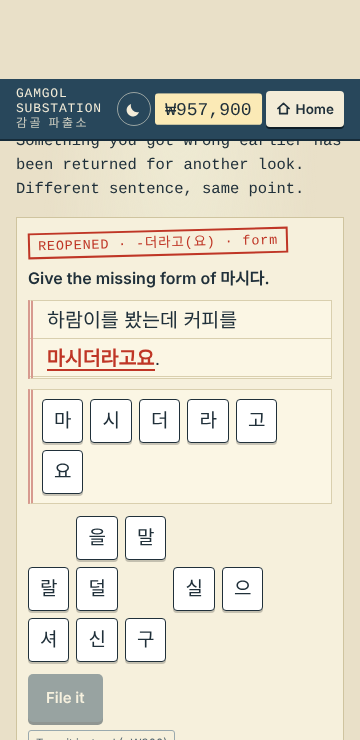 GAMGOL
SUBSTATION
감골 파출소
₩957,900
Home
Something you got wrong earlier has
been returned for another look.
Different sentence, same point.
REOPENED · -더라고(요) · form
Give the missing form of 마시다.
하람이를 봤는데 커피를
마시더라고요.
마 시 더 라 고
요
을 말
랄 덜 실 으
셔 신 구
File it